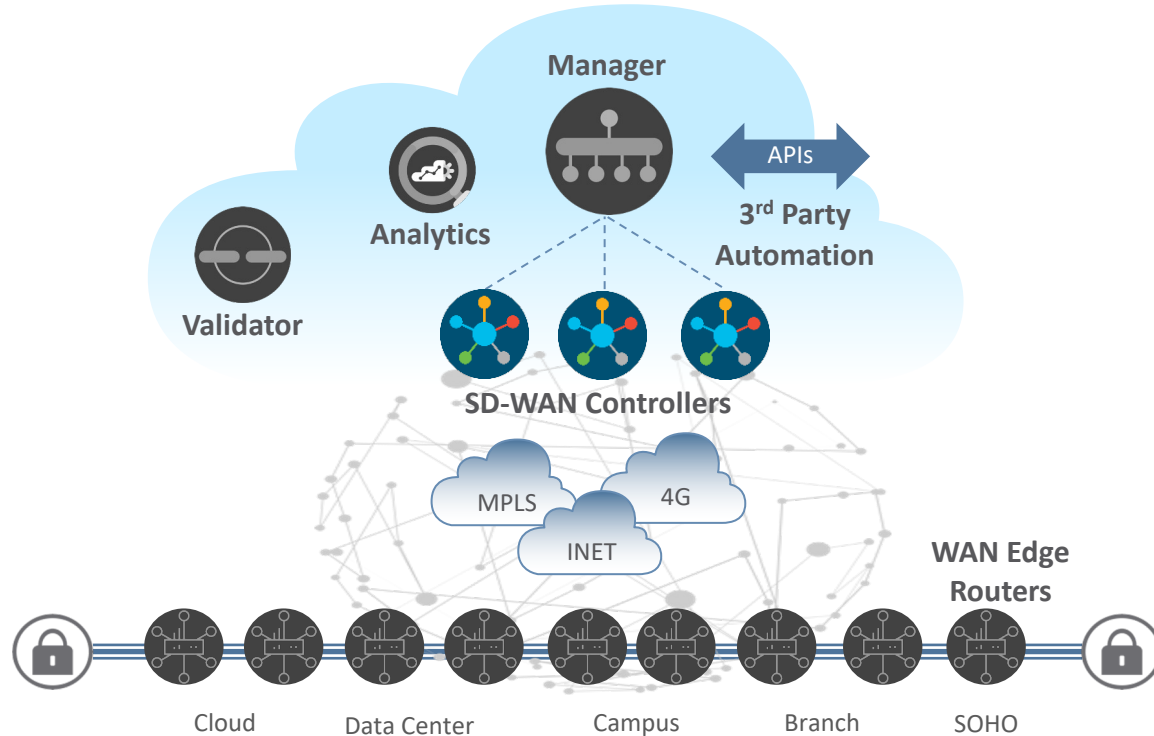 Manager
APIs
3rd Party
Automation
Analytics
Validator
SD-WAN Controllers
MPLS
4G
INET
WAN Edge
Routers
Cloud
Data Center
Campus
Branch
SOHO